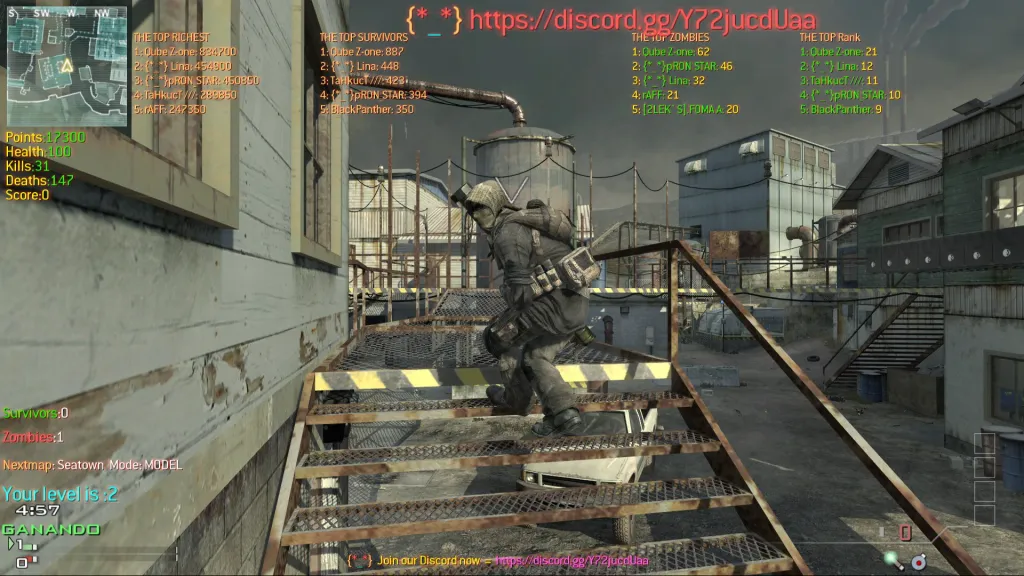 S SW W NW
{*_*} https://discord.gg/Y72jucdUaa
THE TOP RICHEST
1: Qube Z-one: 834700
2: {*_*} Lina: 454900
3: {*_*}pRON STAR: 450850
4: TaHkucT ///: 289850
5: rAFF: 247350
THE TOP SURVIVORS
1: Qube Z-one: 887
2: {*_*} Lina: 448
3: TaHkucT ///: 423
4: {*_*}pRON STAR: 394
5: BlackPanther: 350
THE TOP ZOMBIES
1: Qube Z-one: 62
2: {*_*}pRON STAR: 46
3: {*_*} Lina: 32
4: rAFF: 21
5: [ZLEK`S].FOMA.A: 20
THE TOP Rank
1: Qube Z-one: 21
2: {*_*} Lina: 12
3: TaHkucT ///: 11
4: {*_*}pRON STAR: 10
5: BlackPanther: 9
Points:17300
Health:100
Kills:31
Deaths:147
Score:0
Survivors:0
Zombies:1
Nextmap: Seatown Mode: MODEL
Your level is :2
4:57
GANANDO
1
0
0
{*_*} Join our Discord now = https://discord.gg/Y72jucdUaa